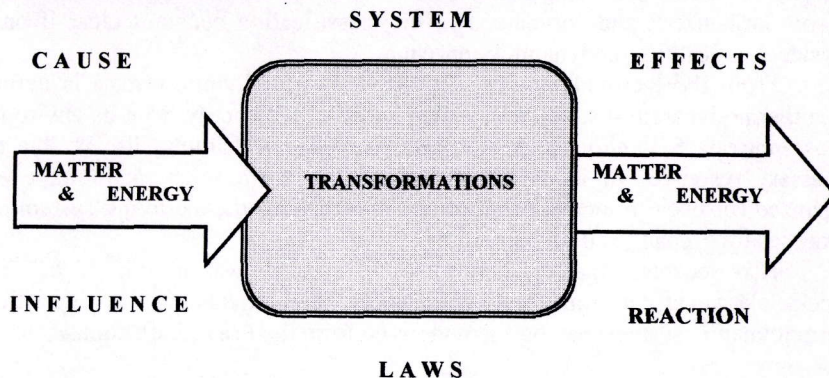 SYSTEM
CAUSE
EFFECTS
MATTER
& ENERGY
TRANSFORMATIONS
MATTER
& ENERGY
INFLUENCE
REACTION
LAWS